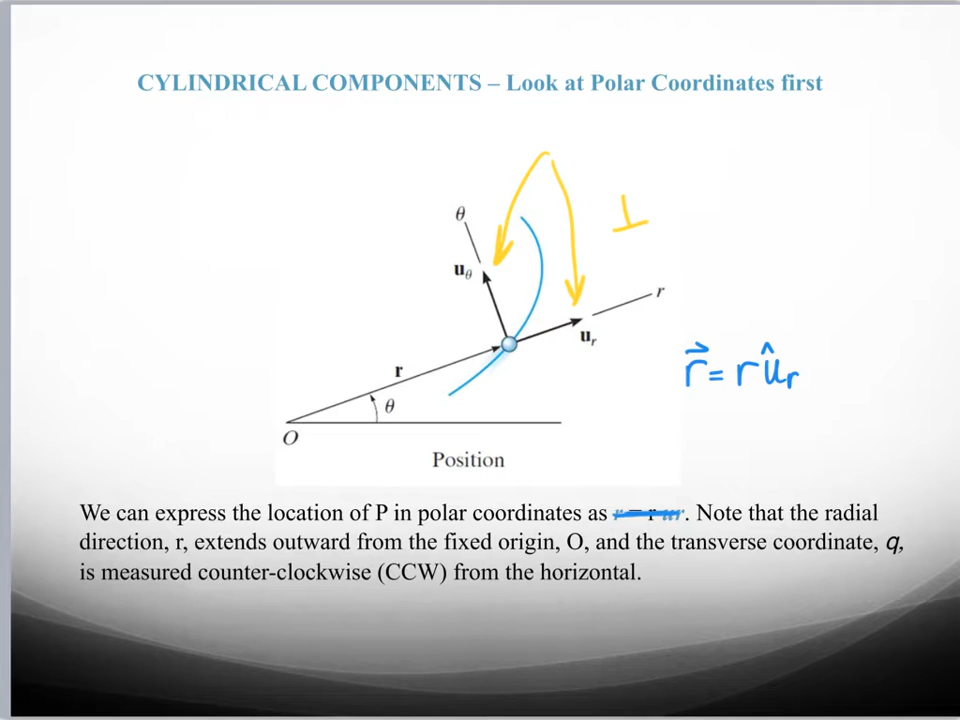 CYLINDRICAL COMPONENTS – Look at Polar Coordinates first
θ
⊥
u_θ
r
u_r
r⃗ = r û_r
r
θ
O
Position
We can express the location of P in polar coordinates as r = r ur. Note that the radial
direction, r, extends outward from the fixed origin, O, and the transverse coordinate, q,
is measured counter-clockwise (CCW) from the horizontal.